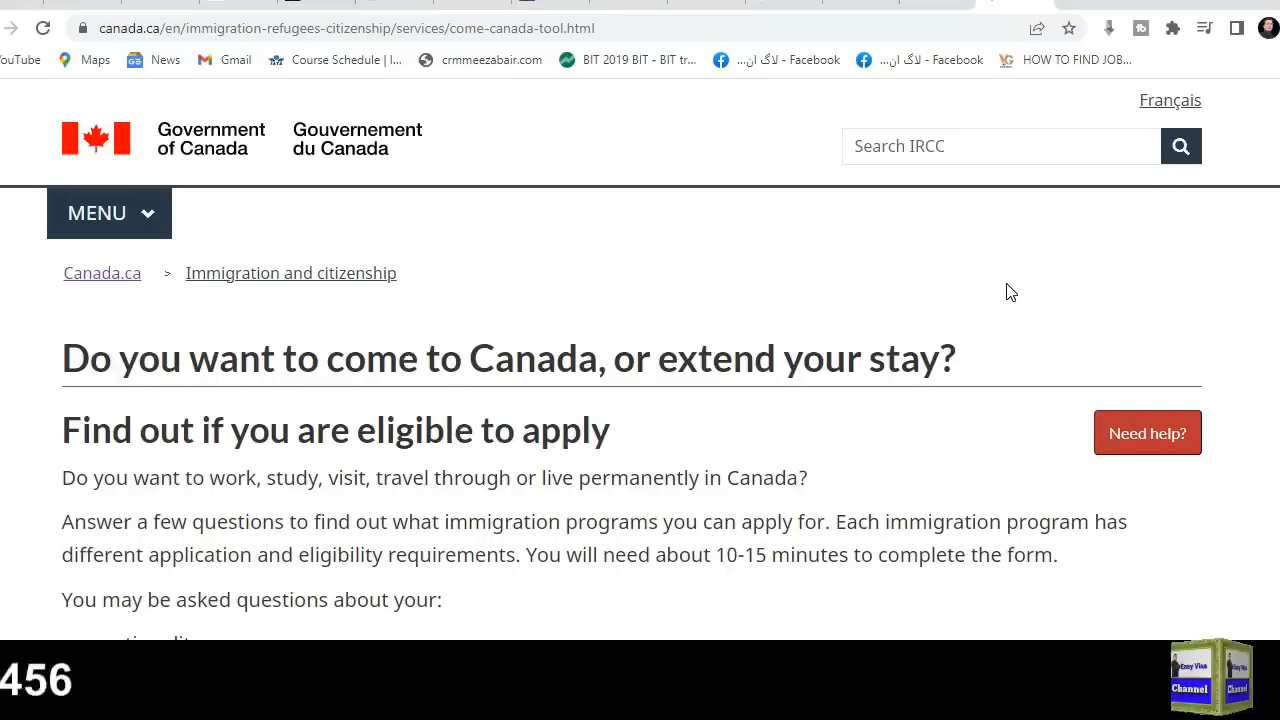 canada.ca/en/immigration-refugees-citizenship/services/come-canada-tool.html
YouTube Maps News Gmail Course Schedule | I... crmmeezabair.com BIT 2019 BIT - BIT tr... لاگ ان... - Facebook لاگ ان... - Facebook HOW TO FIND JOB...
Français
Government of Canada
Gouvernement du Canada
Search IRCC
MENU
Canada.ca > Immigration and citizenship
Do you want to come to Canada, or extend your stay?
Find out if you are eligible to apply
Need help?
Do you want to work, study, visit, travel through or live permanently in Canada?
Answer a few questions to find out what immigration programs you can apply for. Each immigration program has
different application and eligibility requirements. You will need about 10-15 minutes to complete the form.
You may be asked questions about your:
456
Easy Visa
Channel
Channel